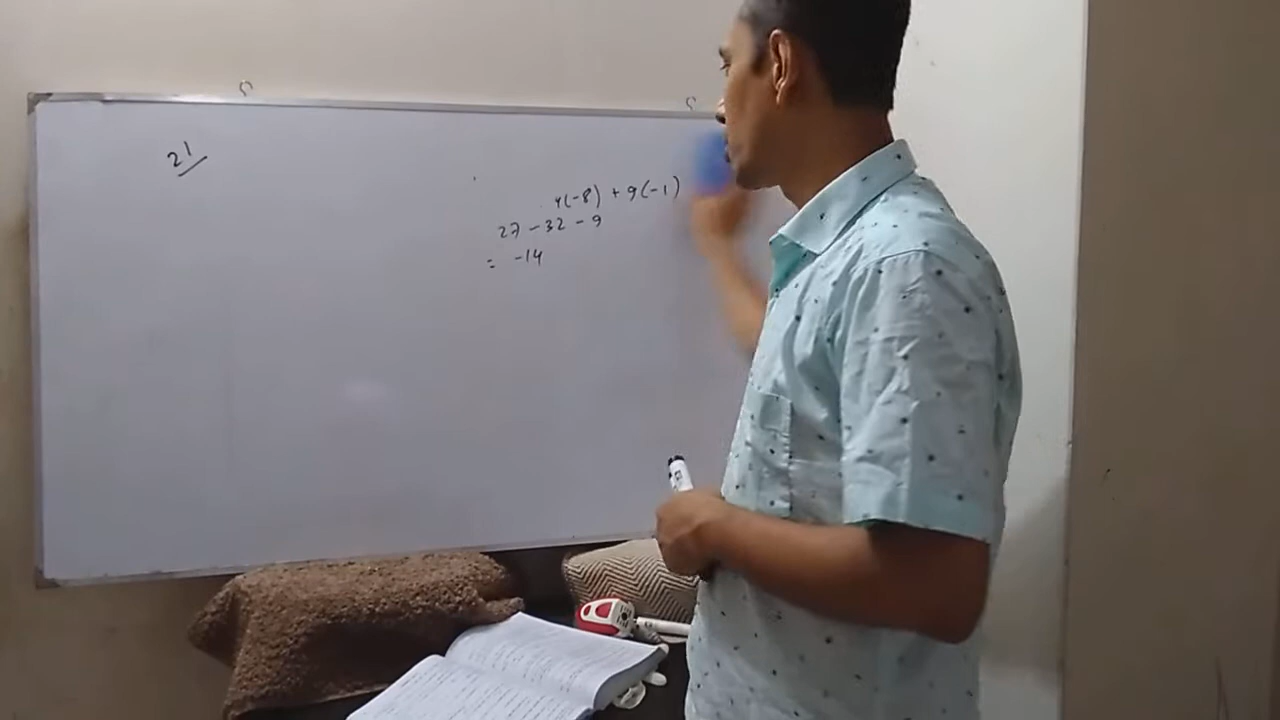 21
4(-8) + 9(-1)
27 - 32 - 9
= -14